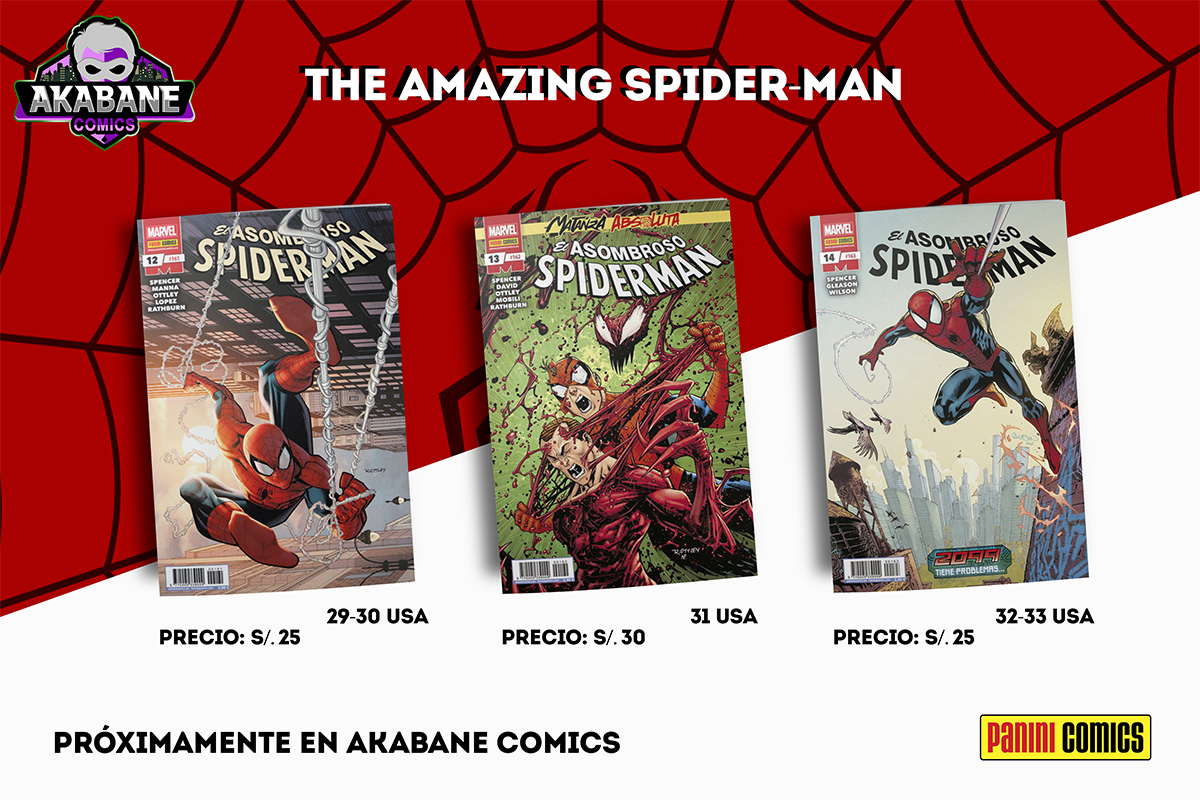 AKABANE
COMICS
THE AMAZING SPIDER-MAN
MARVEL
PANINI COMICS
12
#161
EL ASOMBROSO
SPIDERMAN
SPENCER
MANNA
OTTLEY
LOPEZ
RATHBURN
R.OTTLEY
MARVEL
PANINI COMICS
13
#162
MATANZA ABSOLUTA
EL ASOMBROSO
SPIDERMAN
SPENCER
DAVID
OTTLEY
MOBILI
RATHBURN
R.OTTLEY
MARVEL
PANINI COMICS
14
#163
EL ASOMBROSO
SPIDERMAN
SPENCER
GLEASON
WILSON
2099
TIENE PROBLEMAS...
29-30 USA
PRECIO: S/. 25
31 USA
PRECIO: S/. 30
32-33 USA
PRECIO: S/. 25
PRÓXIMAMENTE EN AKABANE COMICS
PANINI COMICS